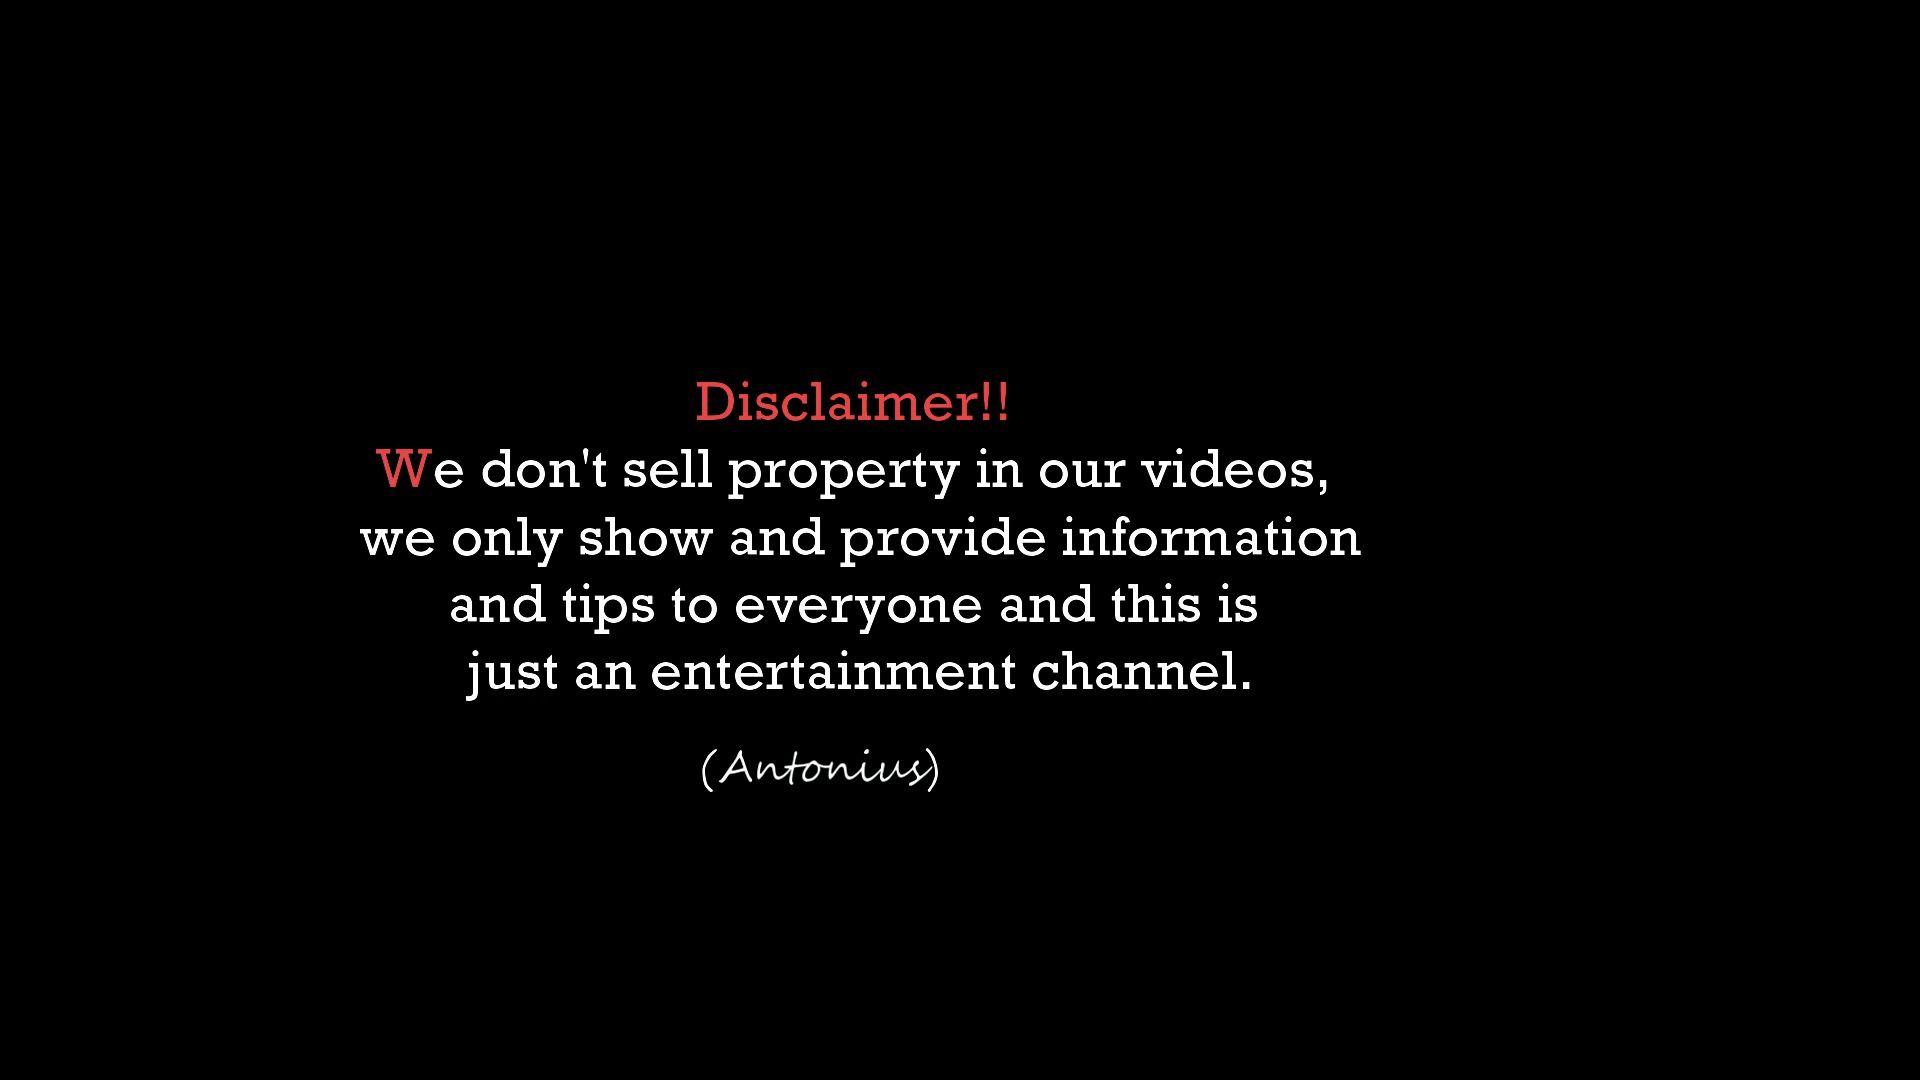 Disclaimer!!
We don't sell property in our videos,
we only show and provide information
and tips to everyone and this is
just an entertainment channel.
(Antonius)